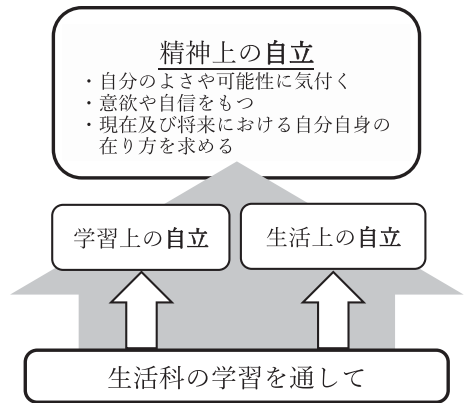 精神上の自立
・自分のよさや可能性に気付く
・意欲や自信をもつ
・現在及び将来における自分自身の
在り方を求める
学習上の自立
生活上の自立
生活科の学習を通して